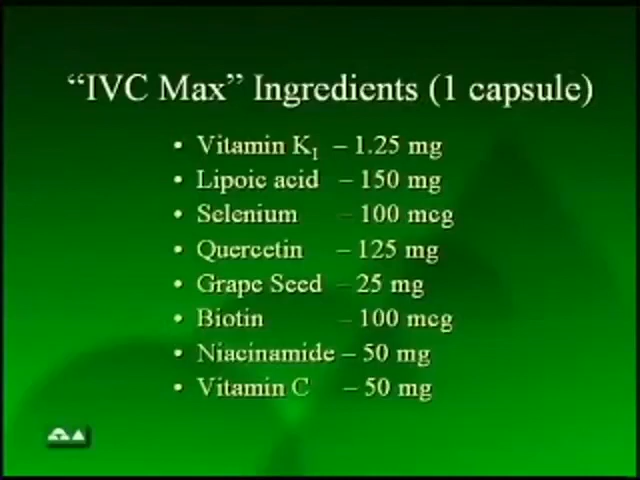 “IVC Max” Ingredients (1 capsule)
• Vitamin K1 – 1.25 mg
• Lipoic acid – 150 mg
• Selenium – 100 mcg
• Quercetin – 125 mg
• Grape Seed – 25 mg
• Biotin – 100 mcg
• Niacinamide – 50 mg
• Vitamin C – 50 mg